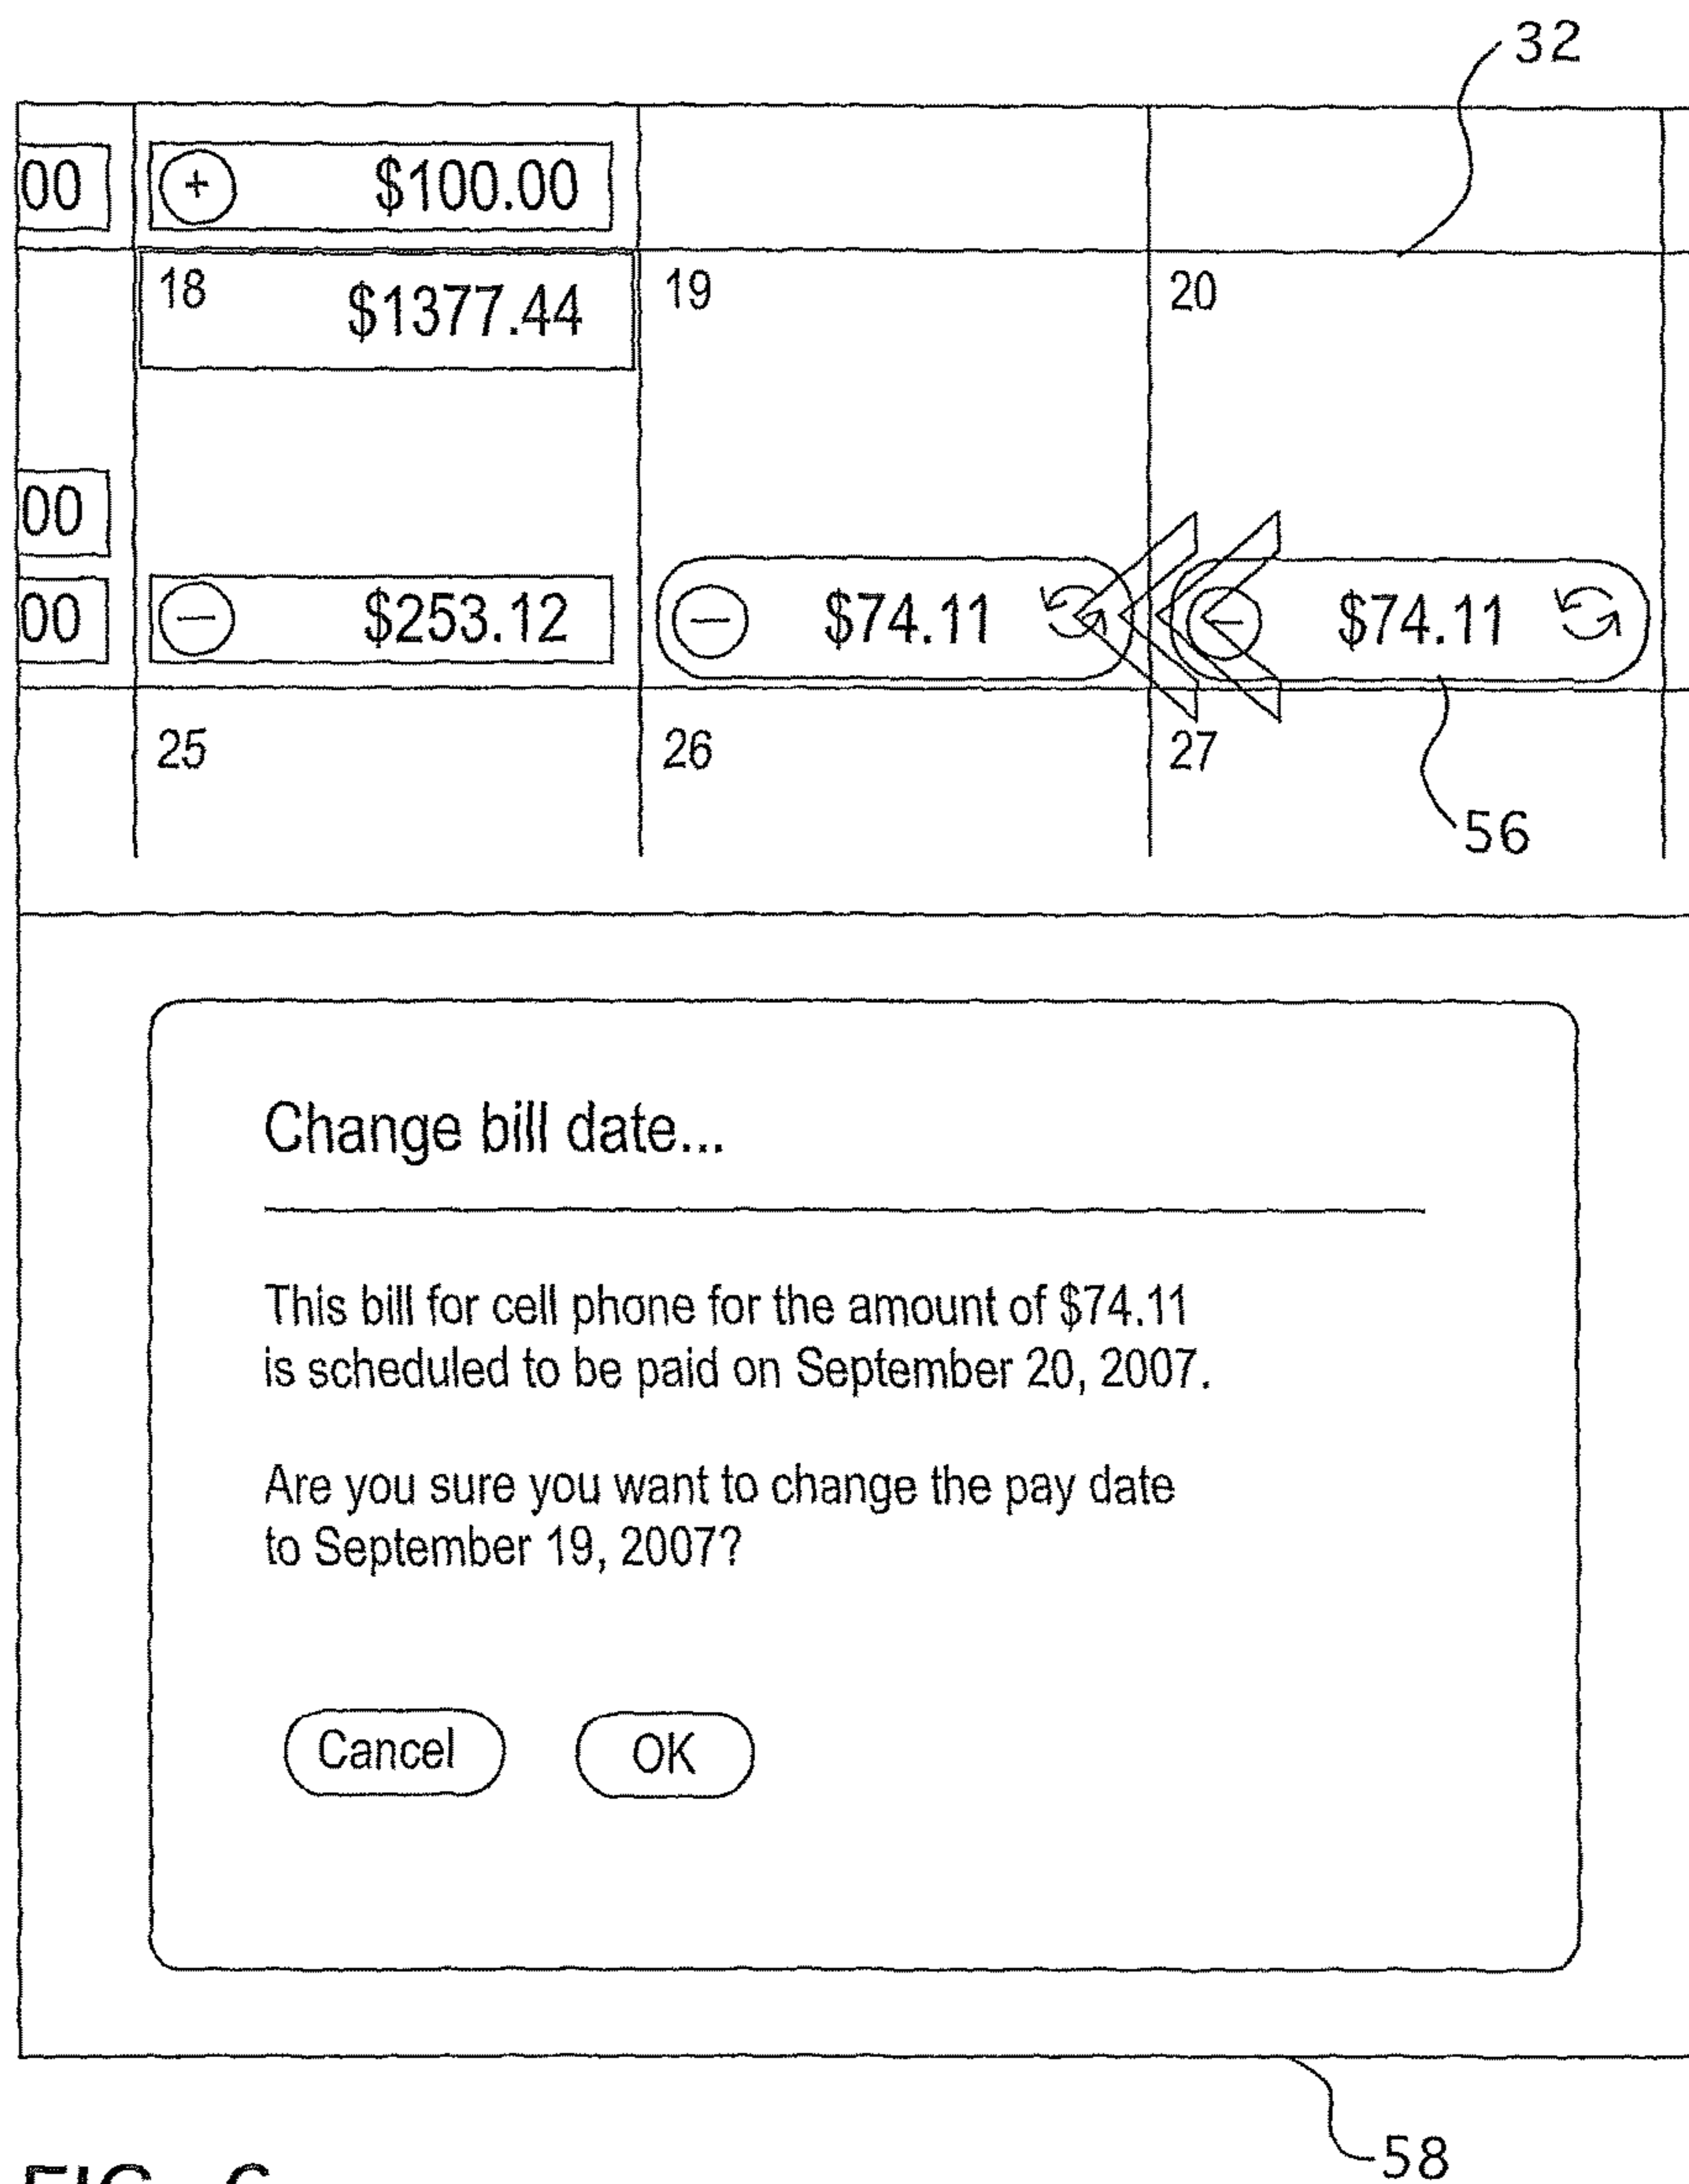 32
00 + $100.00
18 $1377.44 19 20
00
00 − $253.12 − $74.11 − $74.11
25 26 27
56
Change bill date...
This bill for cell phone for the amount of $74.11
is scheduled to be paid on September 20, 2007.
Are you sure you want to change the pay date
to September 19, 2007?
Cancel OK
58
FIG. 6